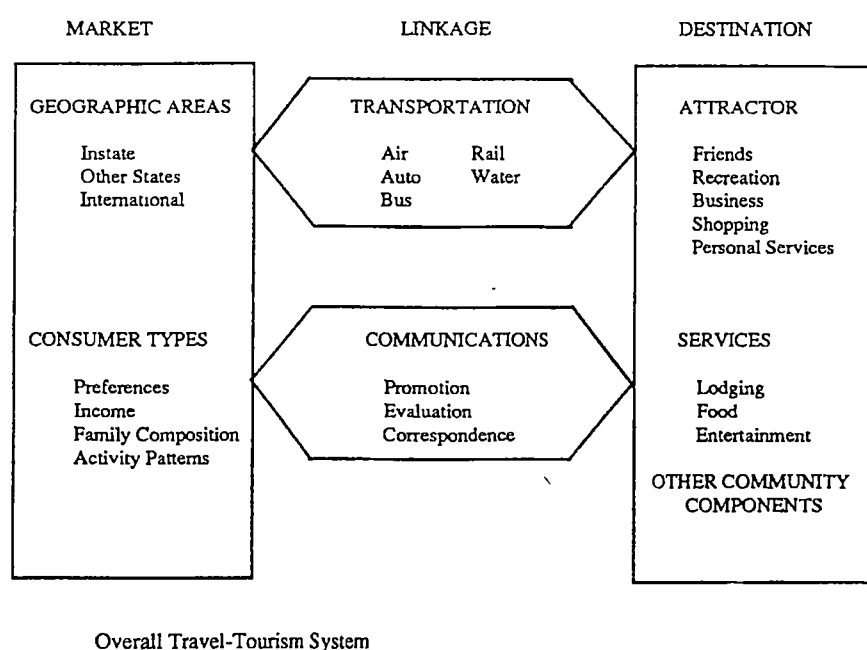 MARKET
LINKAGE
DESTINATION
GEOGRAPHIC AREAS
Instate
Other States
International
CONSUMER TYPES
Preferences
Income
Family Composition
Activity Patterns
TRANSPORTATION
Air Rail
Auto Water
Bus
COMMUNICATIONS
Promotion
Evaluation
Correspondence
ATTRACTOR
Friends
Recreation
Business
Shopping
Personal Services
SERVICES
Lodging
Food
Entertainment
OTHER COMMUNITY
COMPONENTS
Overall Travel-Tourism System